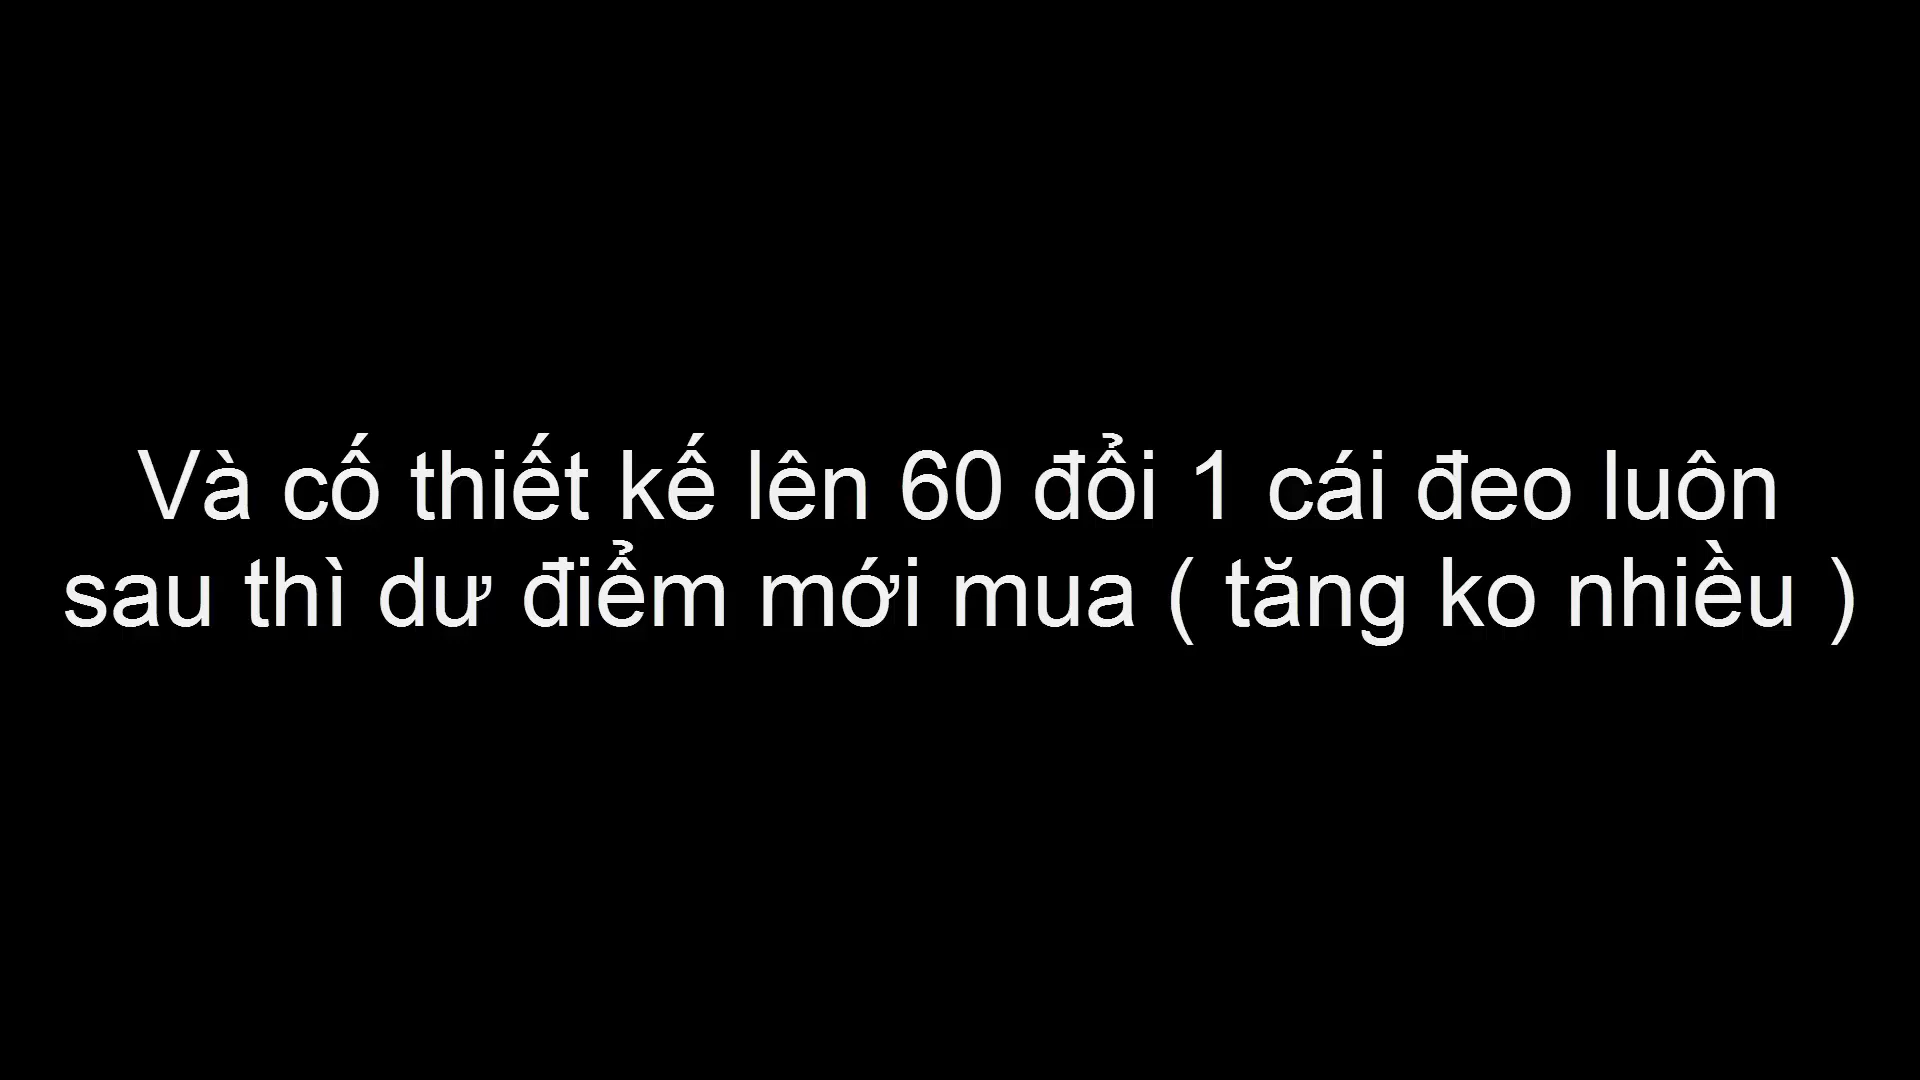 Và cố thiết kế lên 60 đổi 1 cái đeo luôn
sau thì dư điểm mới mua ( tăng ko nhiều )